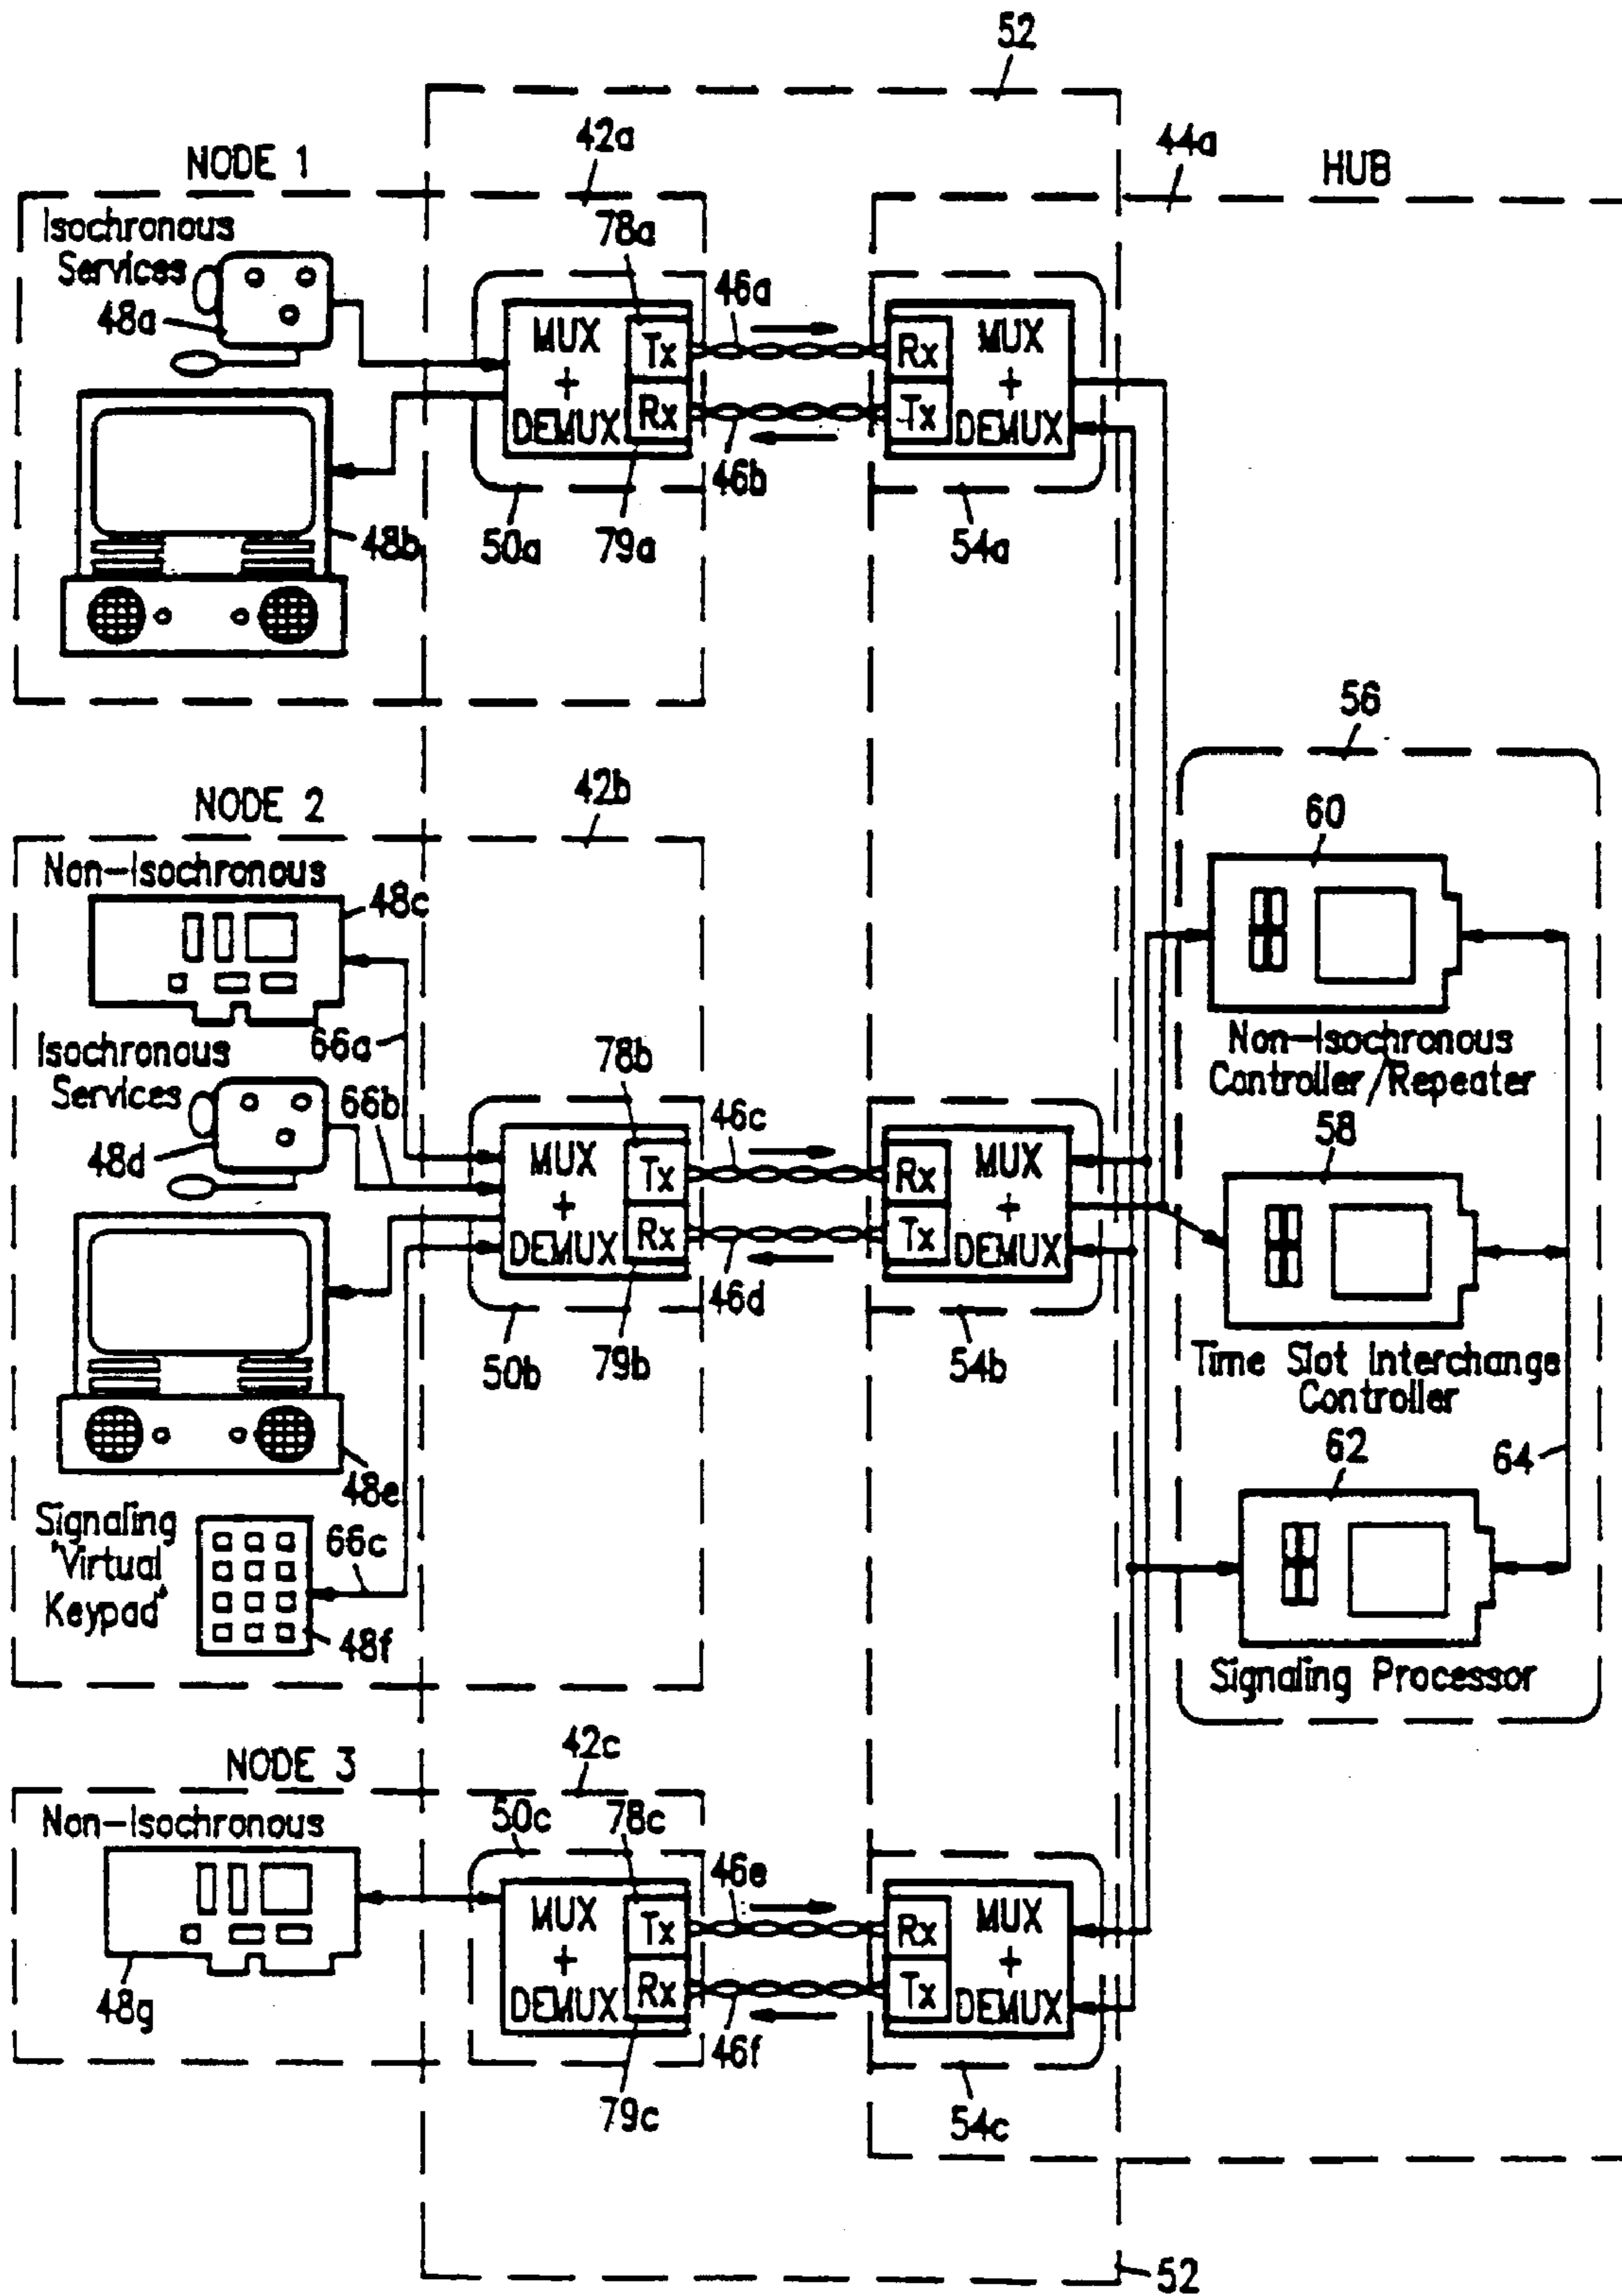 52
42a
44a
NODE 1
HUB
Isochronous
Services
48a
78a
46a
MUX
+
DEMUX
Tx
Rx
Rx
Tx
MUX
+
DEMUX
46b
48b
50a
79a
54a
56
NODE 2
42b
60
Non-Isochronous
48c
66a
Non-Isochronous
Controller/Repeater
Isochronous
Services
66b
48d
78b
46c
58
MUX
+
DEMUX
Tx
Rx
Rx
Tx
MUX
+
DEMUX
46d
50b
79b
54b
Time Slot Interchange
Controller
48e
62
64
Signaling
"Virtual
Keypad"
66c
48f
Signaling Processor
NODE 3
42c
Non-Isochronous
50c
78c
46e
MUX
+
DEMUX
Tx
Rx
Rx
Tx
MUX
+
DEMUX
48g
46f
79c
54c
52